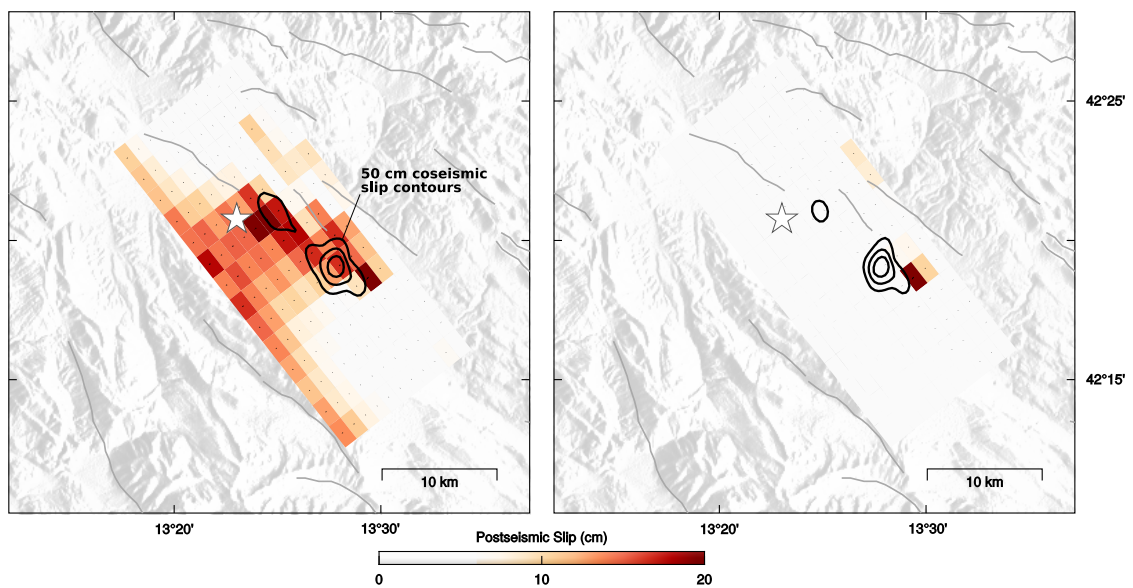 50 cm coseismic
slip contours
42°25'
42°15'
10 km
10 km
13°20'
13°30'
13°20'
13°30'
Postseismic Slip (cm)
0
10
20